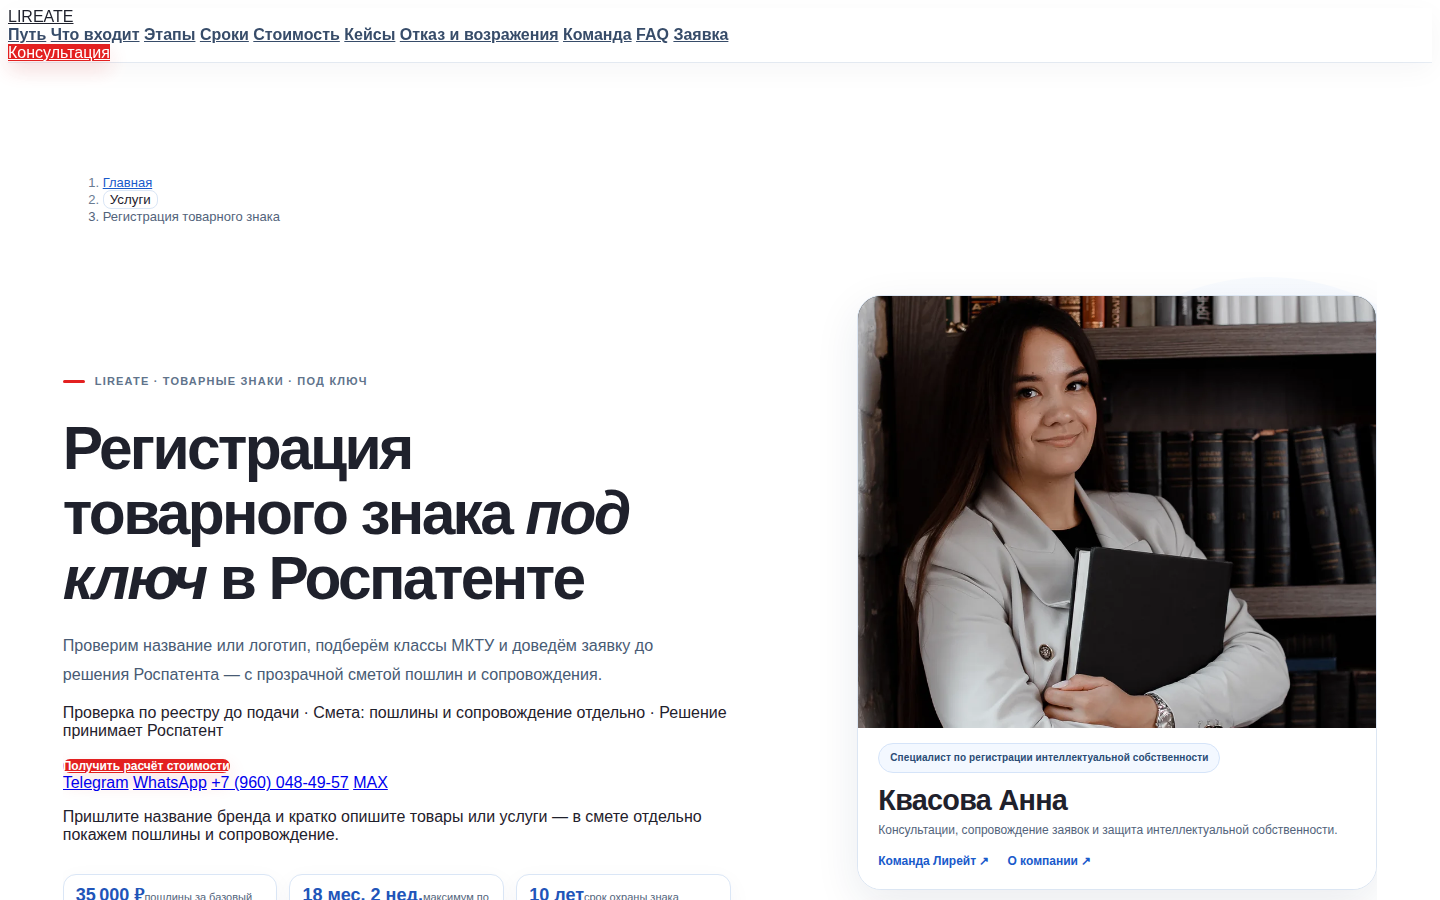 LIREATE
Путь Что входит Этапы Сроки Стоимость Кейсы Отказ и возражения Команда FAQ Заявка
Консультация
1. Главная
2. Услуги
3. Регистрация товарного знака
LIREATE · ТОВАРНЫЕ ЗНАКИ · ПОД КЛЮЧ
Регистрация
товарного знака под
ключ в Роспатенте
Проверим название или логотип, подберём классы МКТУ и доведём заявку до
решения Роспатента — с прозрачной сметой пошлин и сопровождения.
Проверка по реестру до подачи · Смета: пошлины и сопровождение отдельно · Решение
принимает Роспатент
Получить расчёт стоимости
Telegram WhatsApp +7 (960) 048-49-57 MAX
Пришлите название бренда и кратко опишите товары или услуги — в смете отдельно
покажем пошлины и сопровождение.
35 000 ₽ пошлины за базовый
18 мес. 2 нед. максимум по
10 лет срок охраны знака
Специалист по регистрации интеллектуальной собственности
Квасова Анна
Консультации, сопровождение заявок и защита интеллектуальной собственности.
Команда Лирейт ↗ О компании ↗